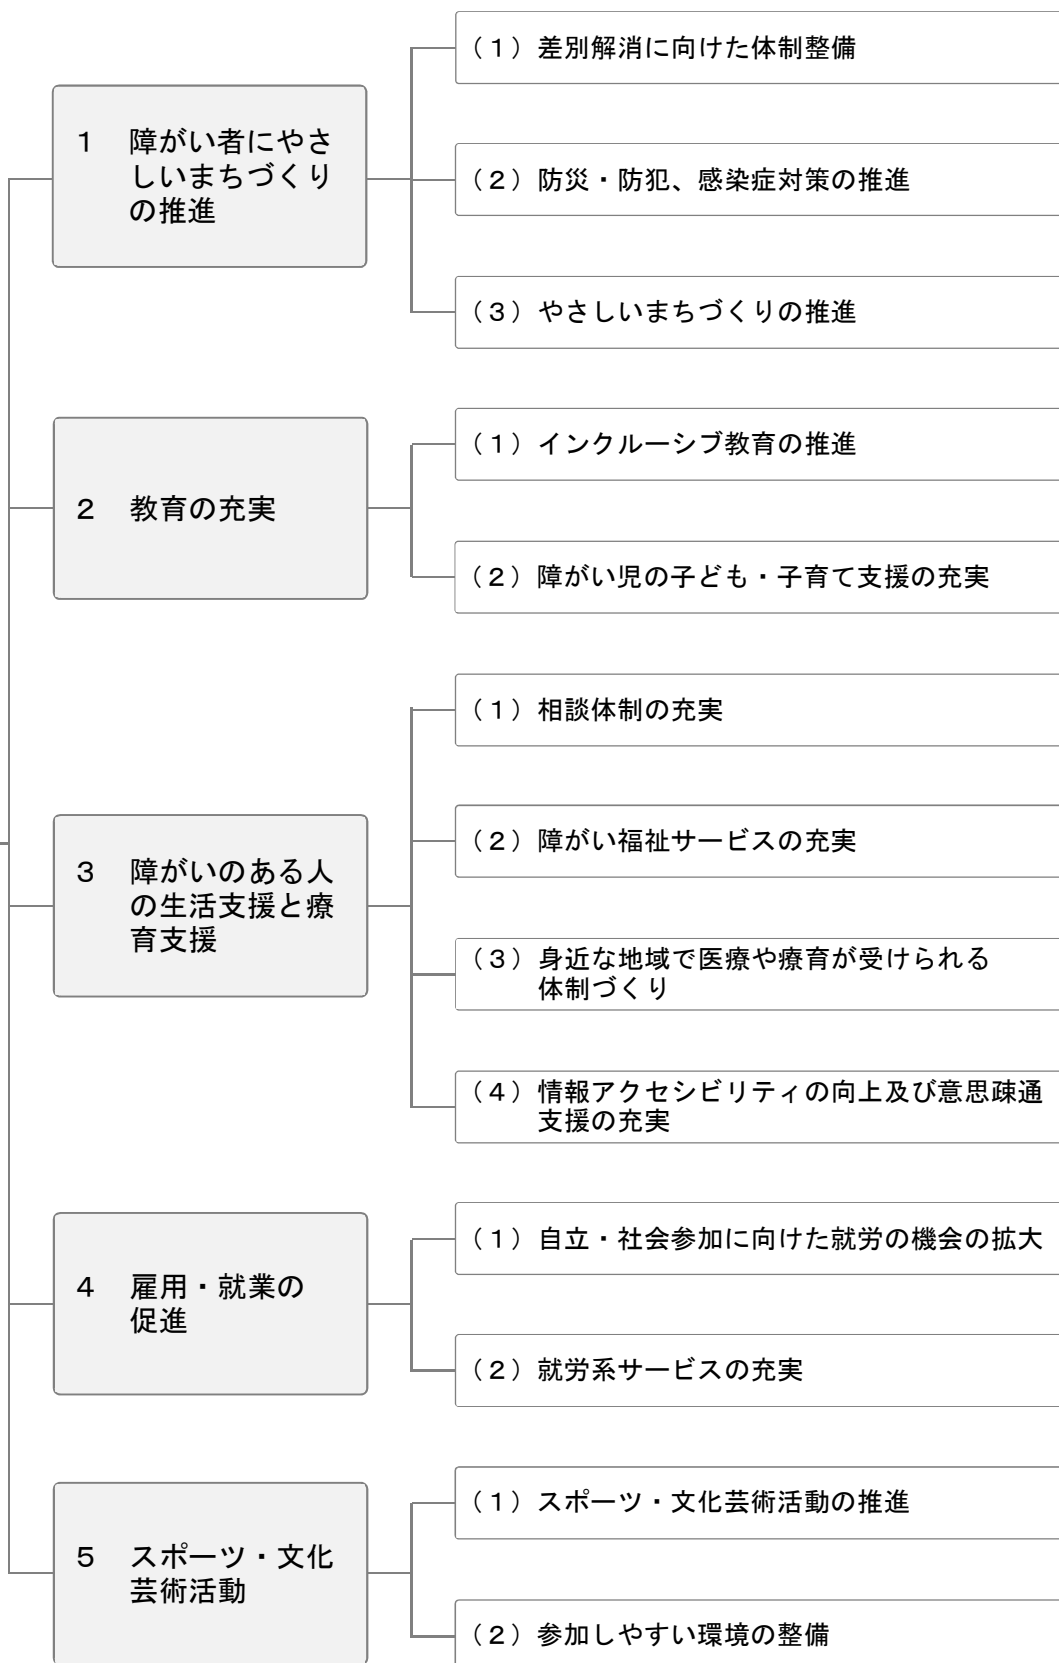 1 障がい者にやさ
しいまちづくり
の推進
(1)差別解消に向けた体制整備
(2)防災・防犯、感染症対策の推進
(3)やさしいまちづくりの推進
2 教育の充実
(1)インクルーシブ教育の推進
(2)障がい児の子ども・子育て支援の充実
3 障がいのある人
の生活支援と療
育支援
(1)相談体制の充実
(2)障がい福祉サービスの充実
(3)身近な地域で医療や療育が受けられる
体制づくり
(4)情報アクセシビリティの向上及び意思疎通
支援の充実
4 雇用・就業の
促進
(1)自立・社会参加に向けた就労の機会の拡大
(2)就労系サービスの充実
5 スポーツ・文化
芸術活動
(1)スポーツ・文化芸術活動の推進
(2)参加しやすい環境の整備